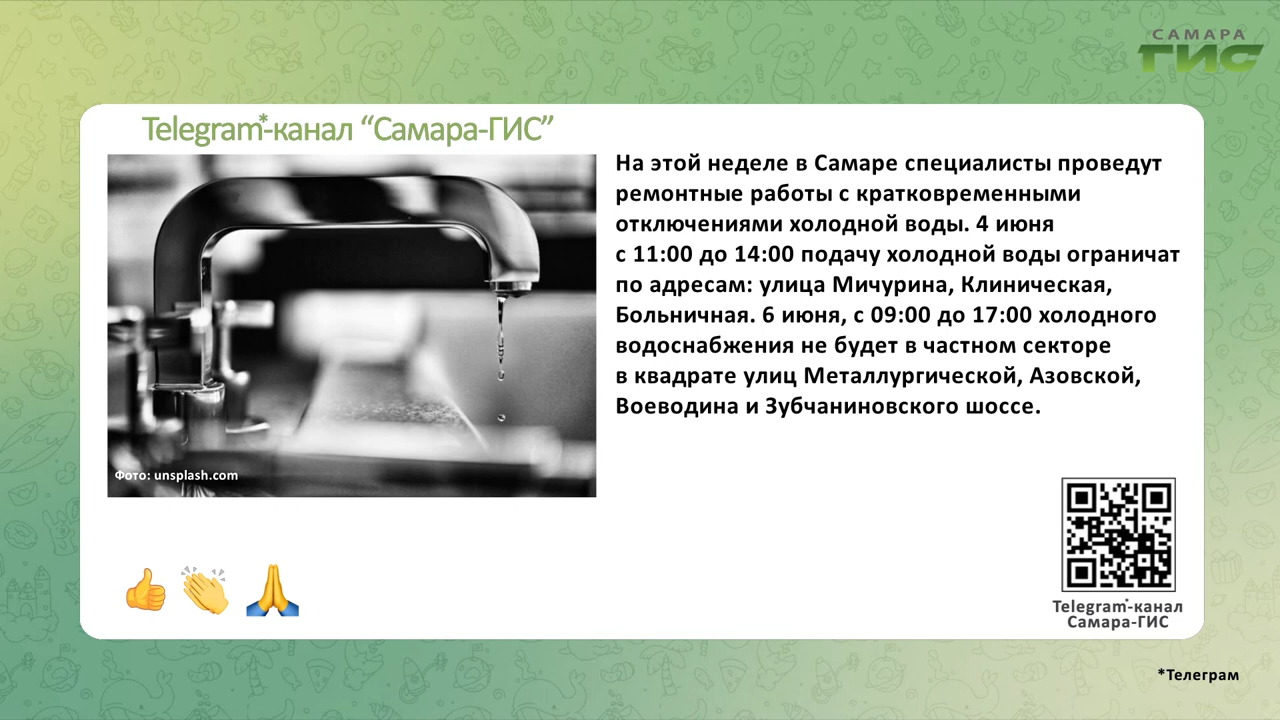 САМАРА
ГИС
Telegram*-канал “Самара-ГИС”
На этой неделе в Самаре специалисты проведут
ремонтные работы с кратковременными
отключениями холодной воды. 4 июня
с 11:00 до 14:00 подачу холодной воды ограничат
по адресам: улица Мичурина, Клиническая,
Больничная. 6 июня, с 09:00 до 17:00 холодного
водоснабжения не будет в частном секторе
в квадрате улиц Металлургической, Азовской,
Воеводина и Зубчаниновского шоссе.
Фото: unsplash.com
Telegram*-канал
Самара-ГИС
*Телеграм